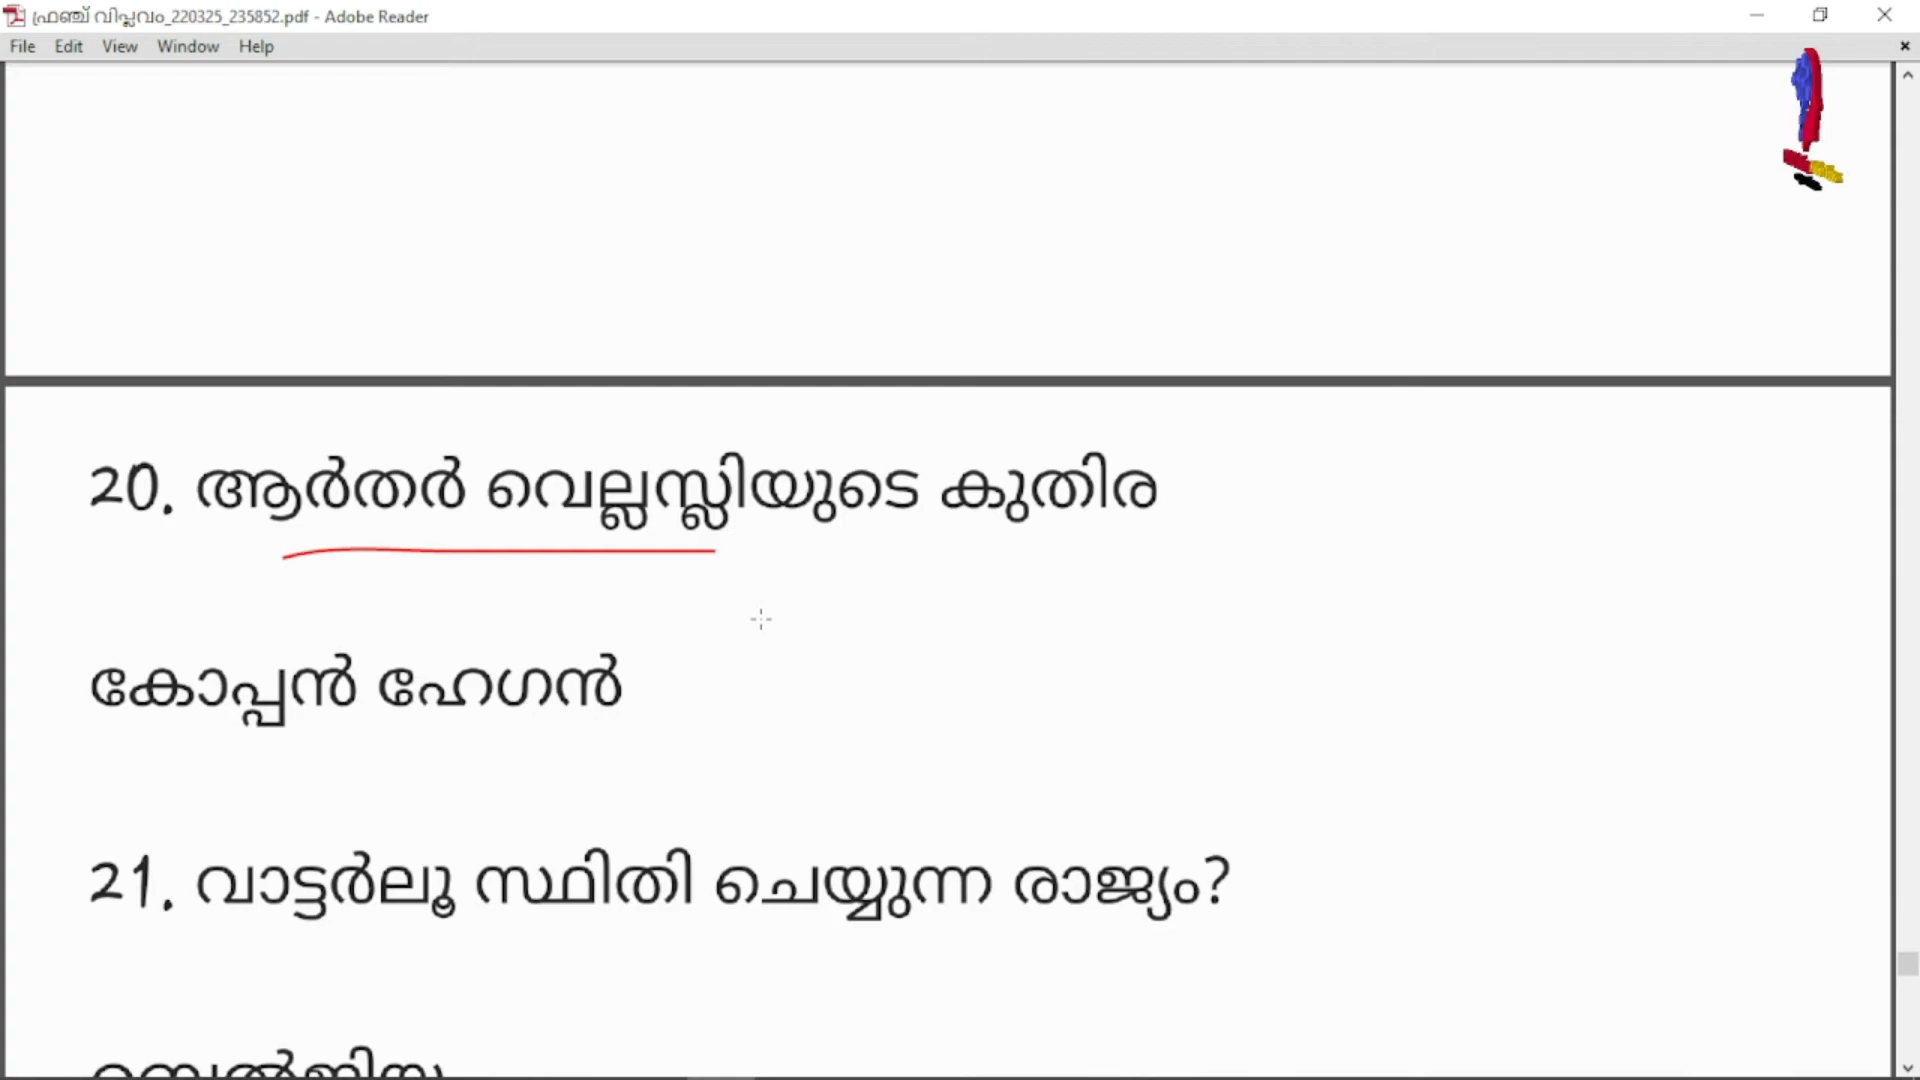 ഫ്രഞ്ച് വിപ്ലവം_220325_235852.pdf - Adobe Reader
File Edit View Window Help
20. ആർതർ വെല്ലസ്ലിയുടെ കുതിര
കോപ്പൻ ഹേഗൻ
21. വാട്ടർലൂ സ്ഥിതി ചെയ്യുന്ന രാജ്യം?